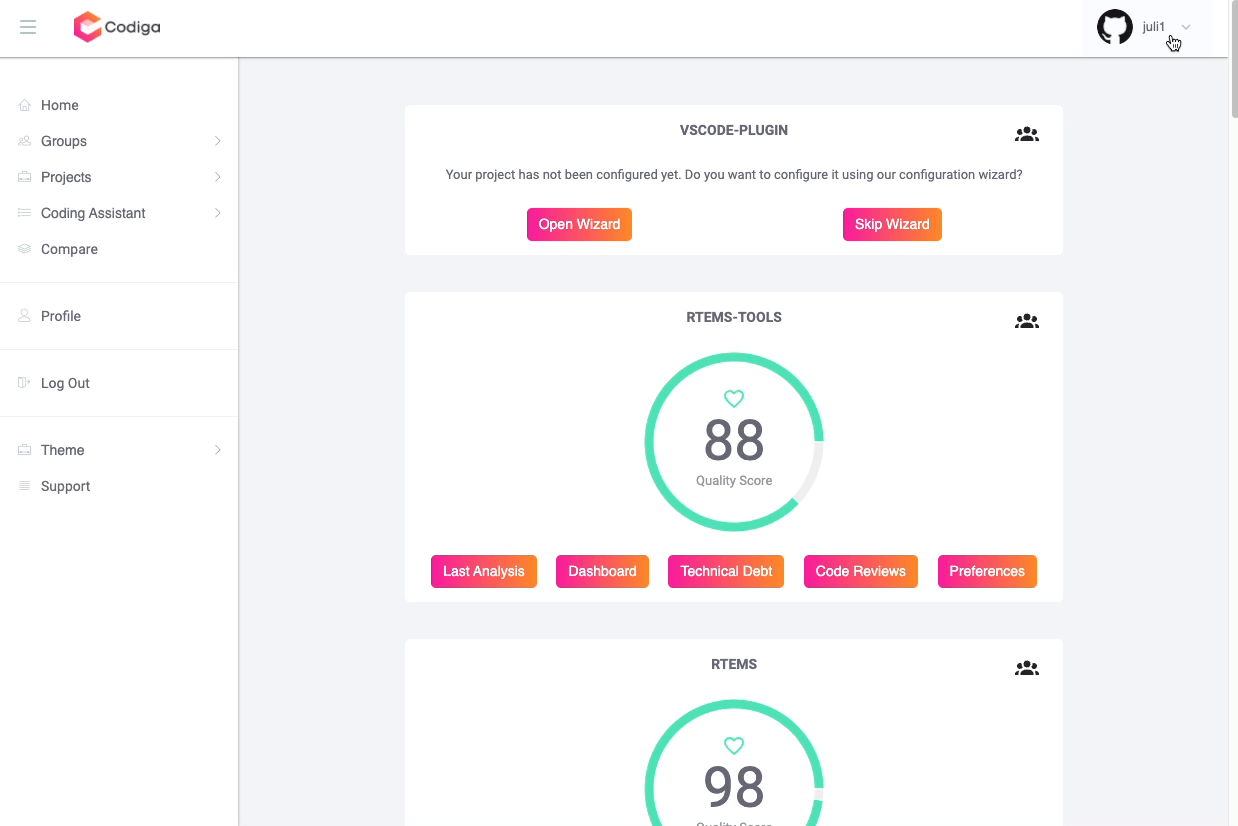 Codiga
juli1
Home
Groups
Projects
Coding Assistant
Compare
Profile
Log Out
Theme
Support
VSCODE-PLUGIN
Your project has not been configured yet. Do you want to configure it using our configuration wizard?
Open Wizard
Skip Wizard
RTEMS-TOOLS
88
Quality Score
Last Analysis
Dashboard
Technical Debt
Code Reviews
Preferences
RTEMS
98
Quality Score